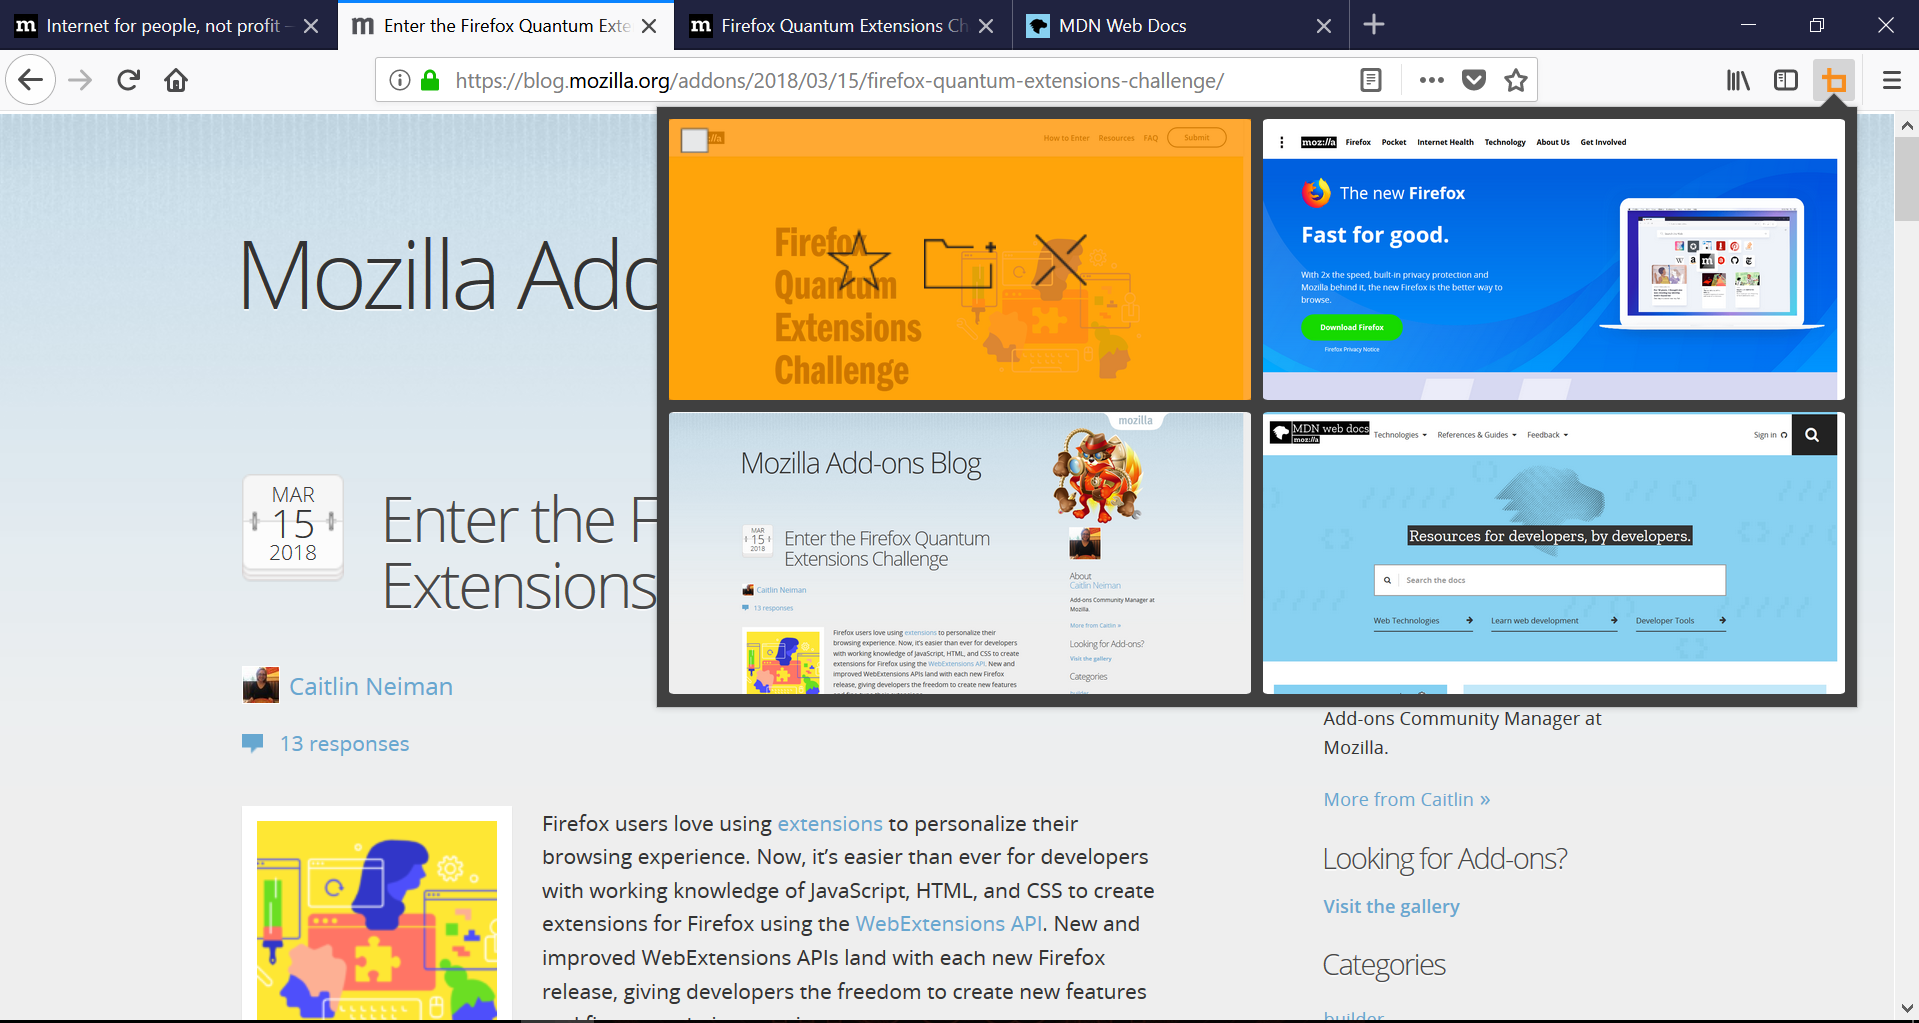 Internet for people, not profit –
Enter the Firefox Quantum Exte
Firefox Quantum Extensions Ch
MDN Web Docs
https://blog.mozilla.org/addons/2018/03/15/firefox-quantum-extensions-challenge/
How to Enter Resources FAQ Submit
Firefox
Quantum
Extensions
Challenge
moz://a Firefox Pocket Internet Health Technology About Us Get Involved
The new Firefox
Fast for good.
With 2x the speed, built-in privacy protection and
Mozilla behind it, the new Firefox is the better way to
browse.
Download Firefox
Firefox Privacy Notice
mozilla
Mozilla Add-ons Blog
MAR
15
2018
Enter the Firefox Quantum
Extensions Challenge
Caitlin Neiman
13 responses
Firefox users love using extensions to personalize their
browsing experience. Now, it's easier than ever for developers
with working knowledge of JavaScript, HTML, and CSS to create
extensions for Firefox using the WebExtensions API. New and
improved WebExtensions APIs land with each new Firefox
release, giving developers the freedom to create new features
About
Caitlin Neiman
Add-ons Community Manager at
Mozilla.
More from Caitlin »
Looking for Add-ons?
Visit the gallery
Categories
MDN web docs
moz://a
Technologies References & Guides Feedback
Sign in
Resources for developers, by developers.
Search the docs
Web Technologies Learn web development Developer Tools
Mozilla Add
MAR
15
2018
Enter the F
Extensions
Caitlin Neiman
13 responses
Firefox users love using extensions to personalize their
browsing experience. Now, it’s easier than ever for developers
with working knowledge of JavaScript, HTML, and CSS to create
extensions for Firefox using the WebExtensions API. New and
improved WebExtensions APIs land with each new Firefox
release, giving developers the freedom to create new features
Add-ons Community Manager at
Mozilla.
More from Caitlin »
Looking for Add-ons?
Visit the gallery
Categories
builder